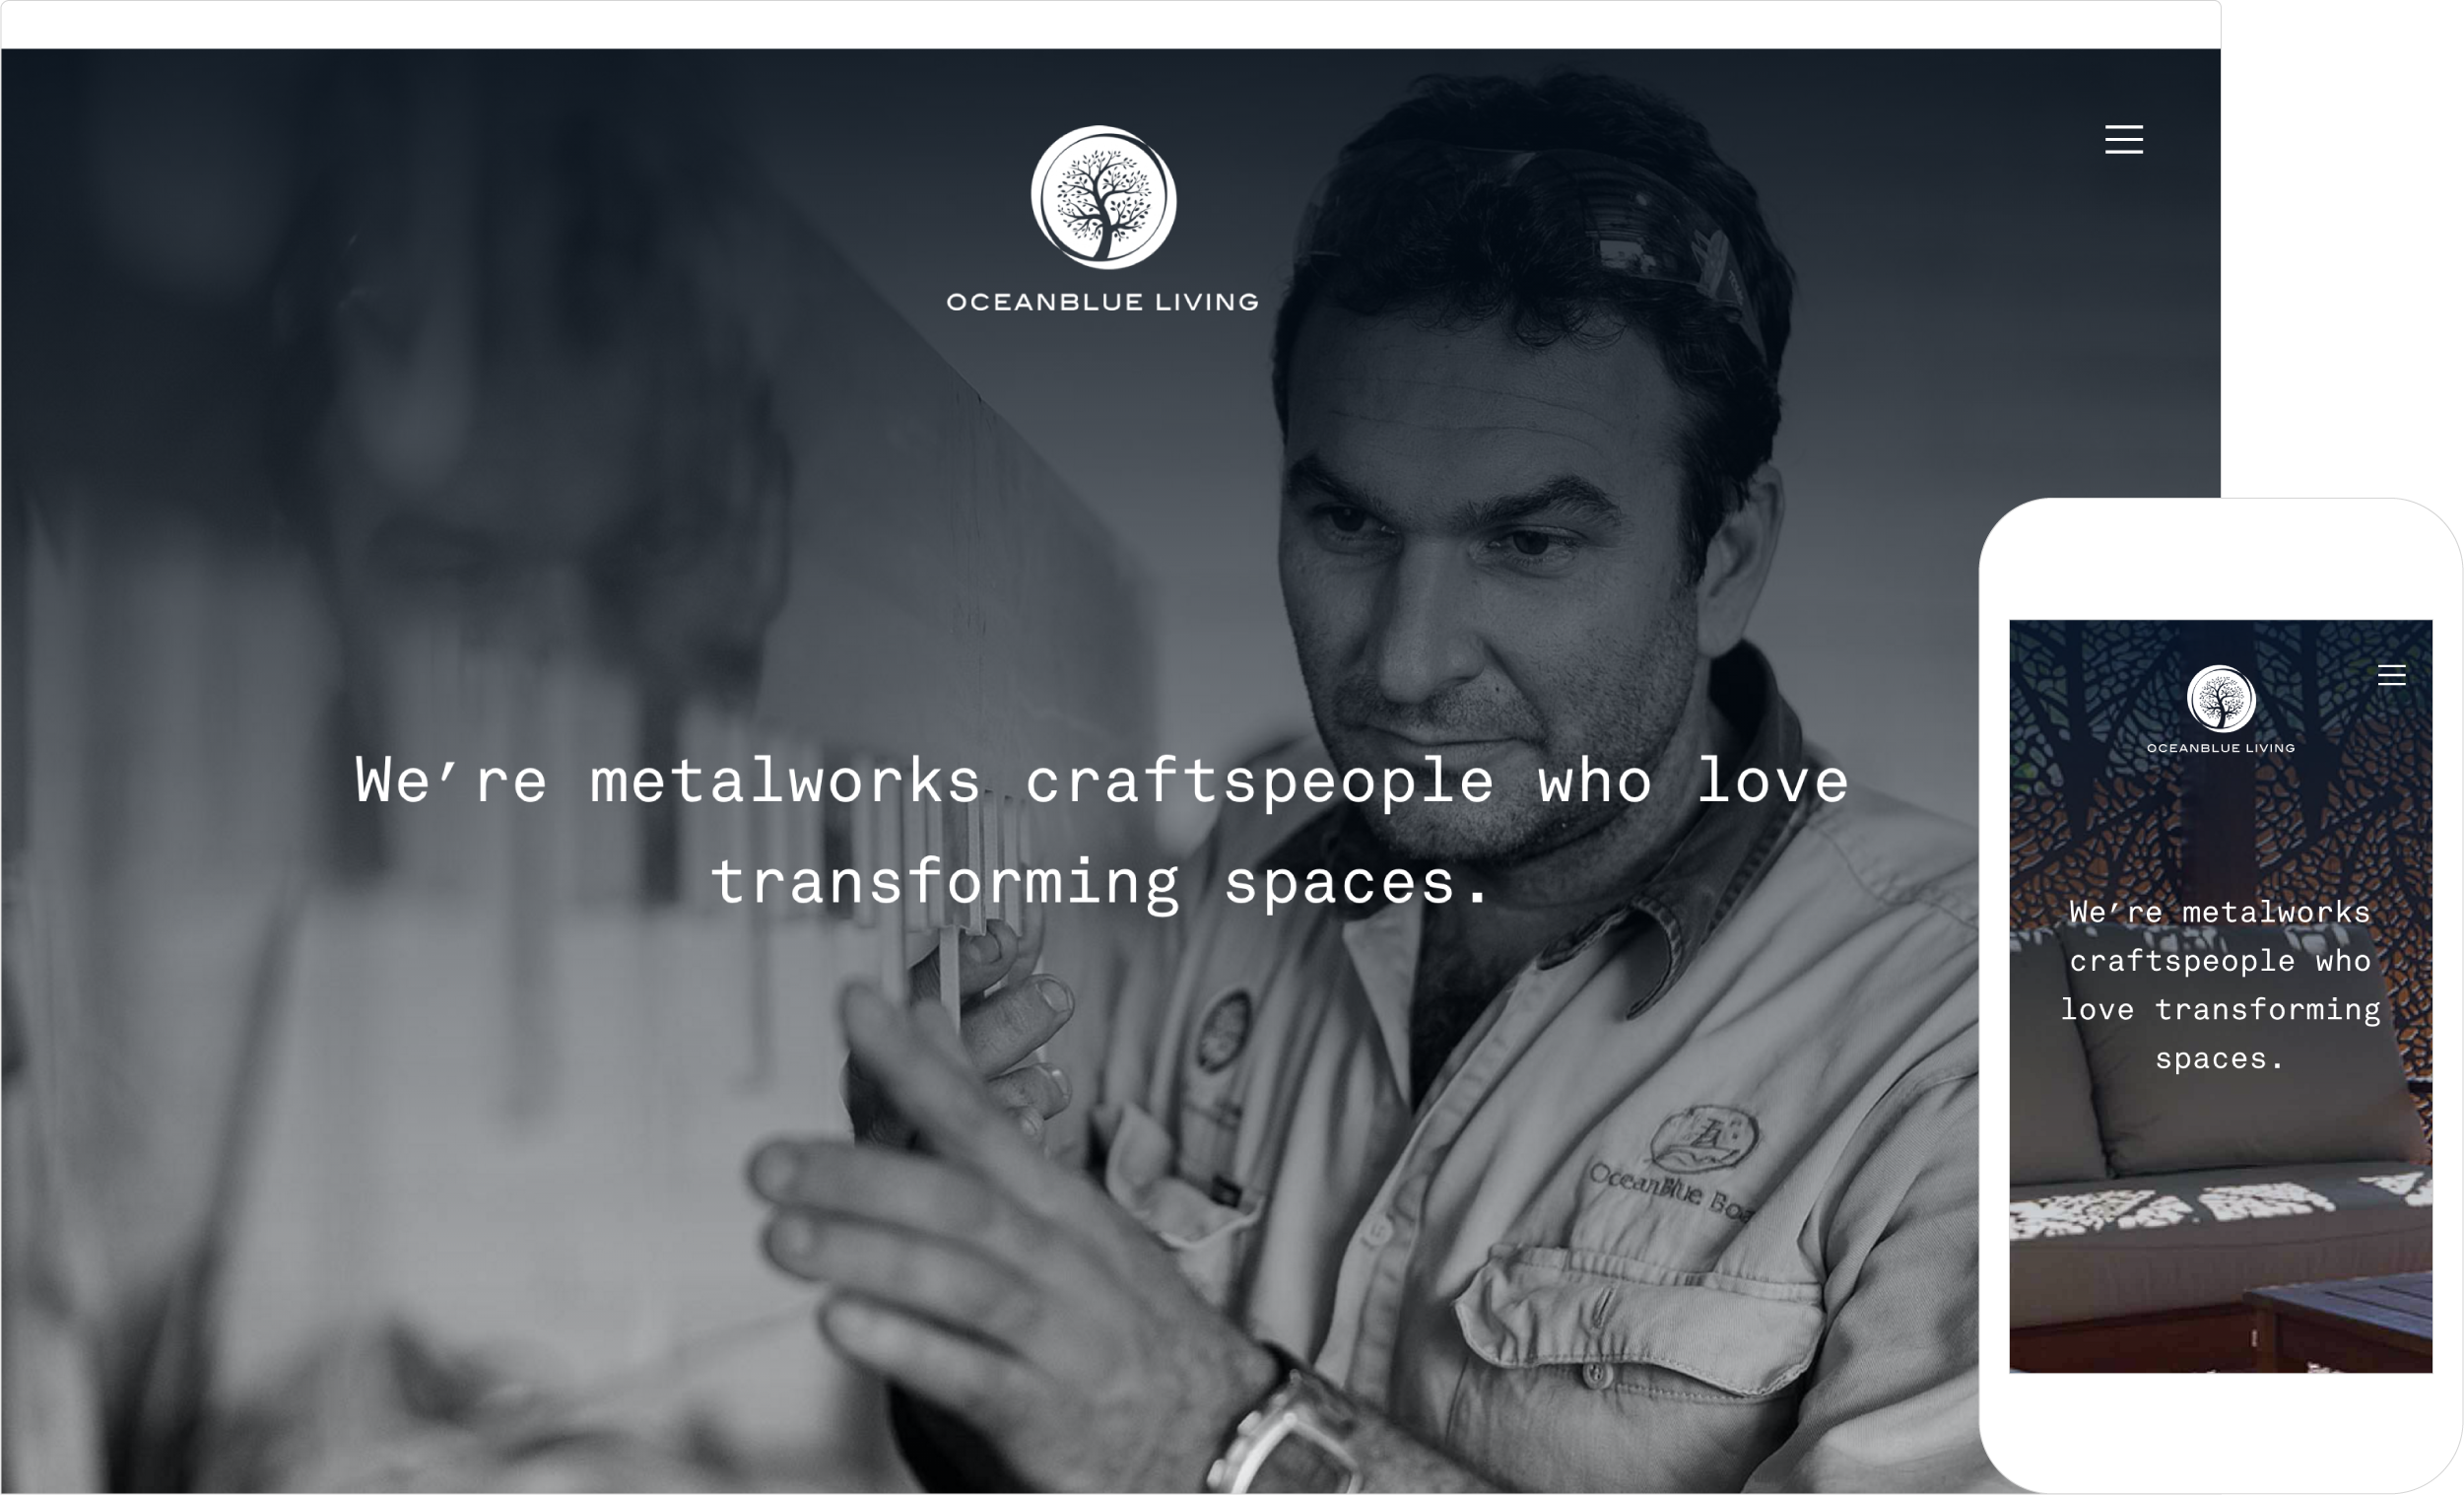 OCEANBLUE LIVING
We’re metalworks craftspeople who love
transforming spaces.
OceanBlue
OCEANBLUE LIVING
We’re metalworks
craftspeople who
love transforming
spaces.